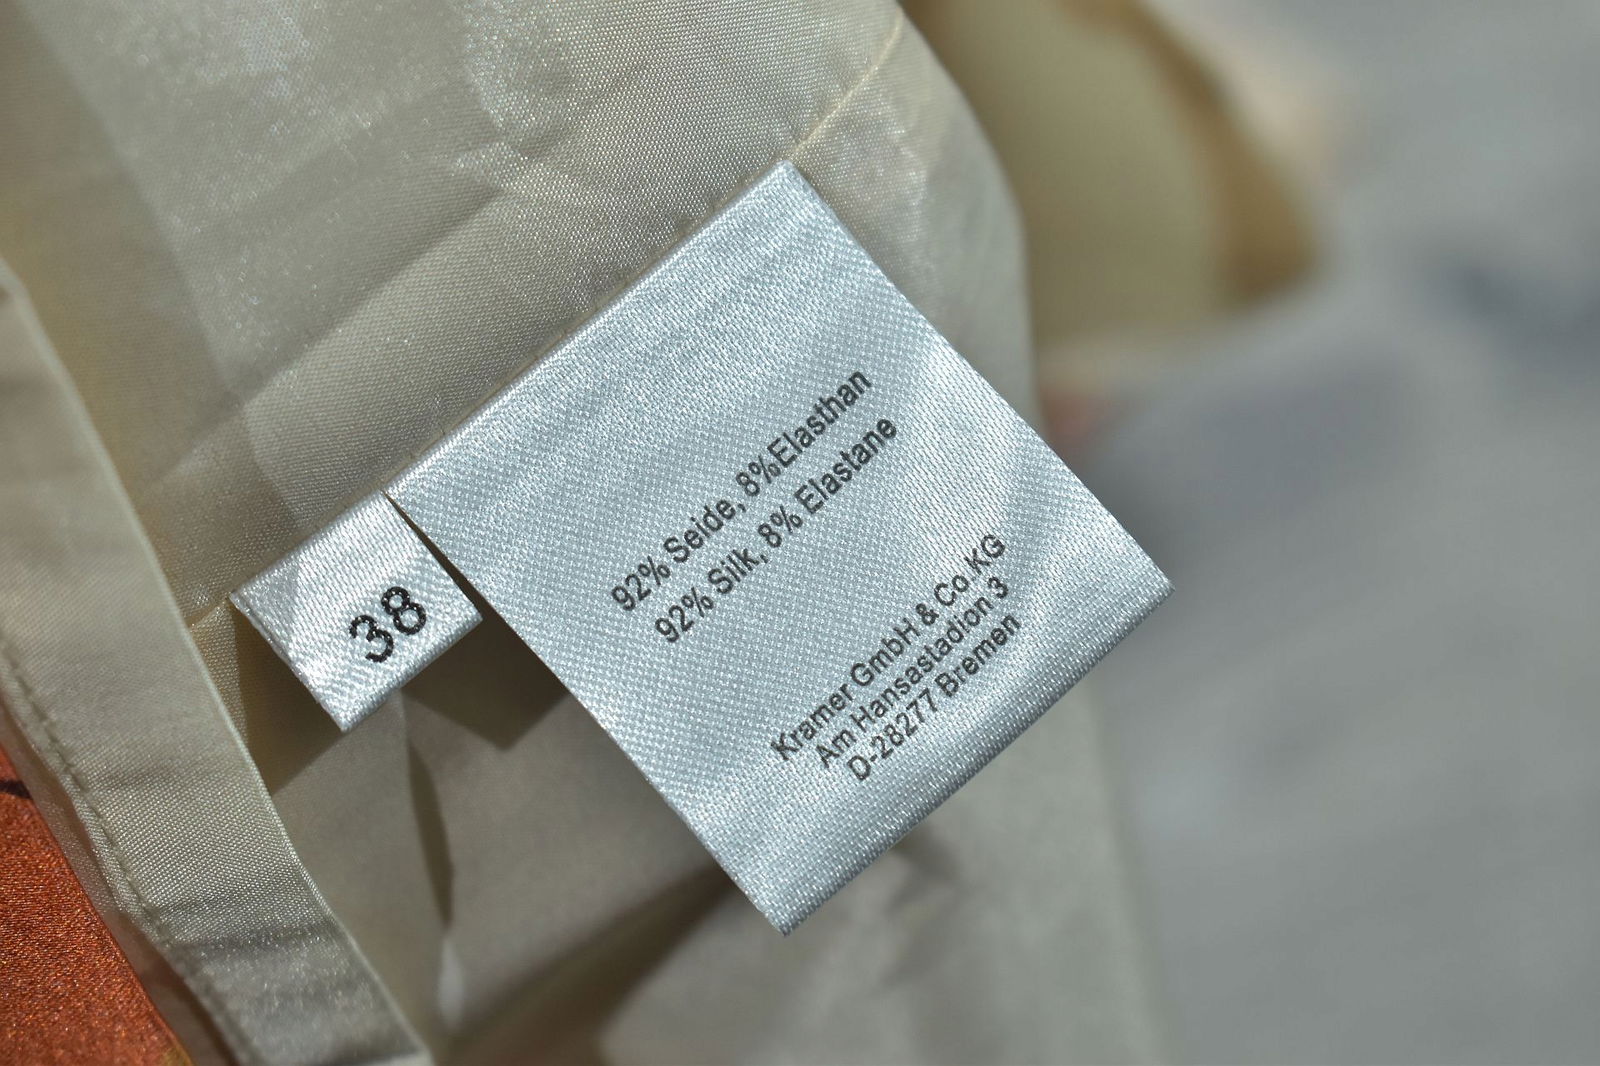 92% Seide, 8%Elasthan
92% Silk, 8% Elastane
Kramer GmbH & Co.KG
Am Hansastadion 3
D-28277 Bremen
38